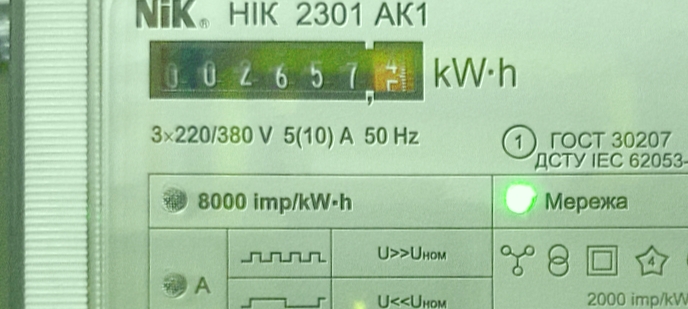 NiK® НІК 2301 АК1
0 0 2 6 5 7, kW·h
3×220/380 V 5(10) A 50 Hz
1 ГОСТ 30207
ДСТУ IEC 62053-
8000 imp/kW·h
Мережа
A
U>>Uном
4
U<<Uном
2000 imp/kW